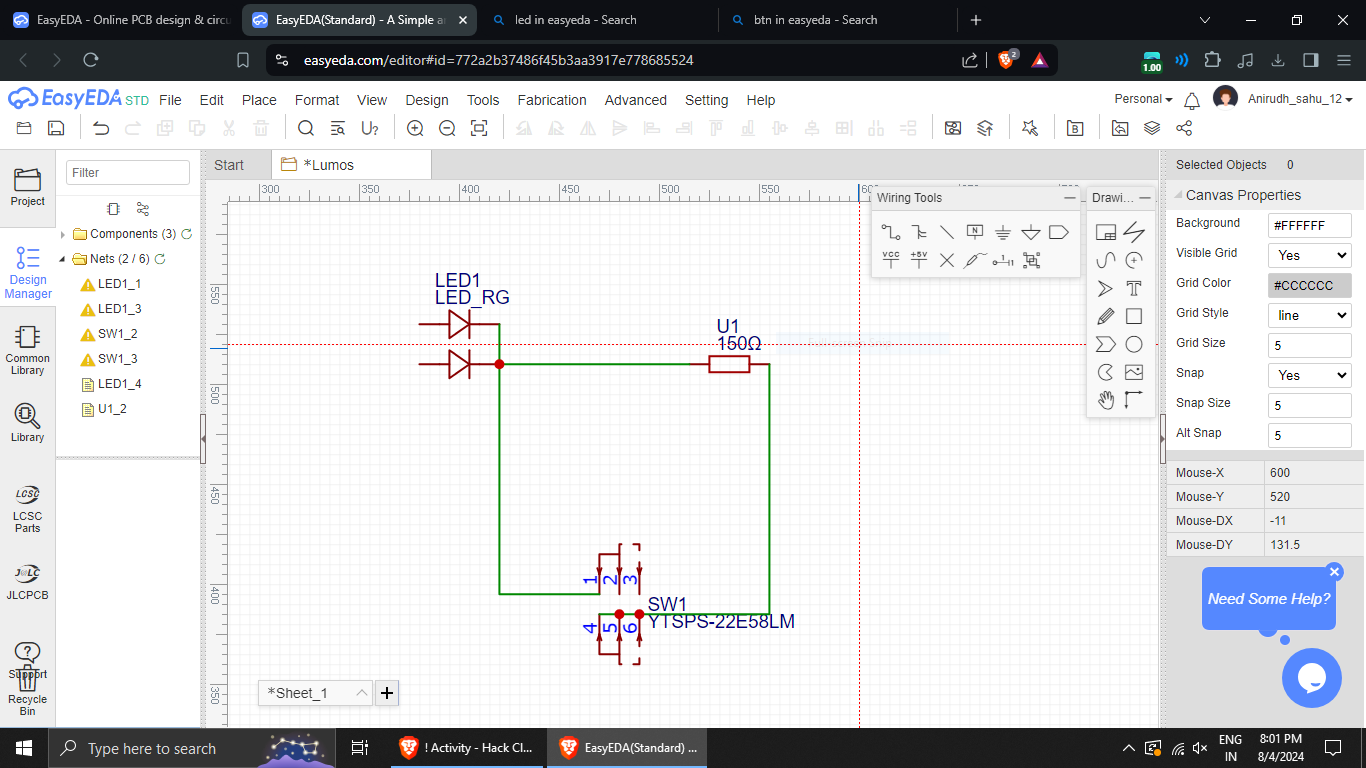 EasyEDA - Online PCB design & circu
EasyEDA(Standard) - A Simple a
led in easyeda - Search
btn in easyeda - Search
easyeda.com/editor#id=772a2b37486f45b3aa3917e778685524
2
1.00
EasyEDA STD
File Edit Place Format View Design Tools Fabrication Advanced Setting Help
Personal
Anirudh_sahu_12
Project
Design Manager
Common Library
Library
LCSC
LCSC Parts
JLCPCB
Support
Recycle Bin
Filter
Components (3)
Nets (2 / 6)
LED1_1
LED1_3
SW1_2
SW1_3
LED1_4
U1_2
Start
*Lumos
300 350 400 450 500 550 600
550
500
450
400
350
LED1
LED_RG
U1
150Ω
1 2 3
SW1
YTSPS-22E58LM
4 5 6
*Sheet_1
Wiring Tools
N
VCC +5V
Drawi...
T
Selected Objects 0
Canvas Properties
Background #FFFFFF
Visible Grid Yes
Grid Color #CCCCCC
Grid Style line
Grid Size 5
Snap Yes
Snap Size 5
Alt Snap 5
Mouse-X 600
Mouse-Y 520
Mouse-DX -11
Mouse-DY 131.5
Need Some Help?
Type here to search
! Activity - Hack Cl...
EasyEDA(Standard) ...
ENG
IN
8:01 PM
8/4/2024